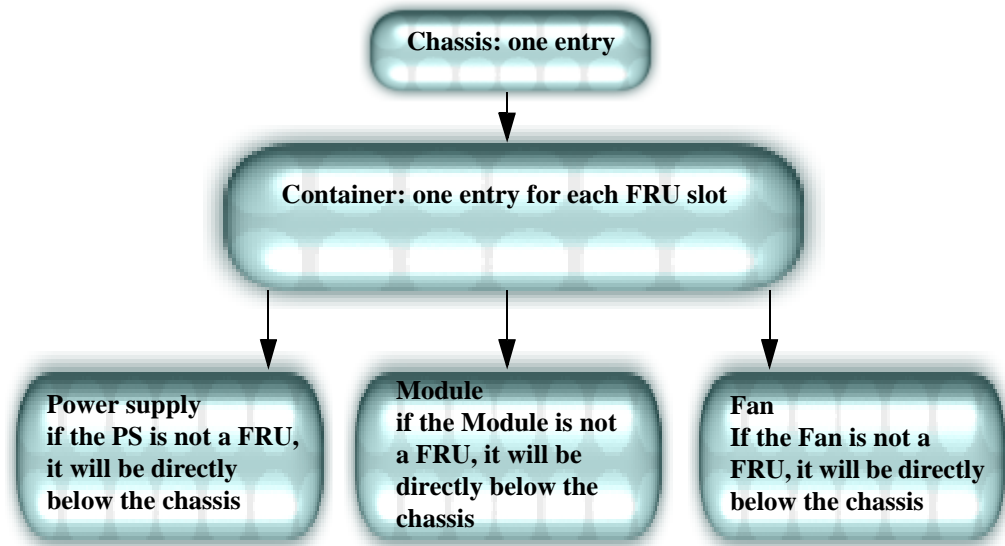 Chassis: one entry
Container: one entry for each FRU slot
Power supply
if the PS is not a FRU,
it will be directly
below the chassis
Module
if the Module is not
a FRU, it will be
directly below the
chassis
Fan
If the Fan is not a
FRU, it will be directly
below the chassis